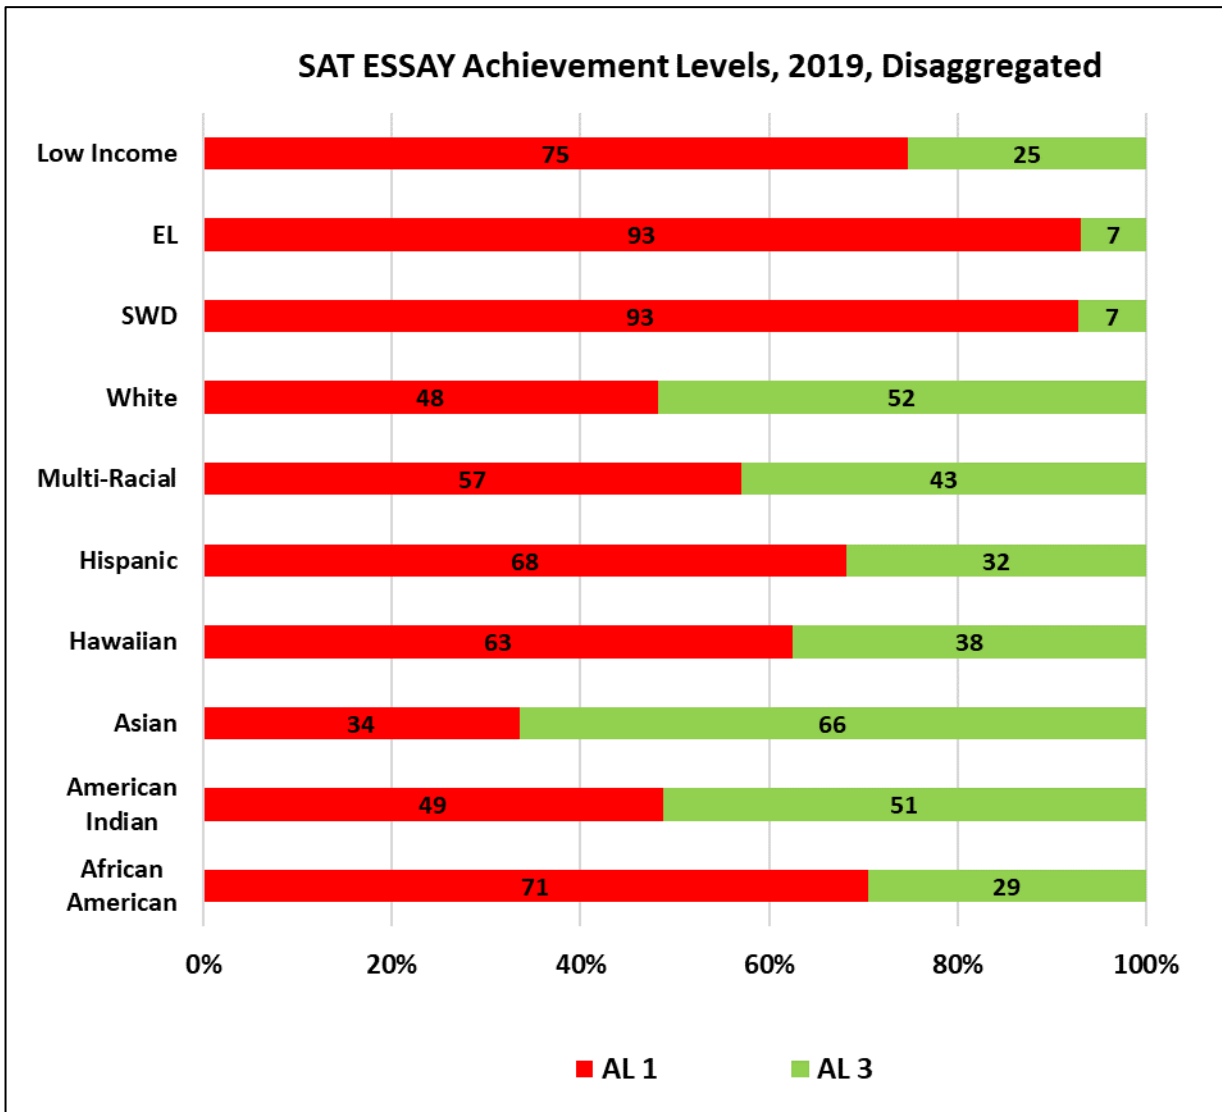 SAT ESSAY Achievement Levels, 2019, Disaggregated
Low Income 75 25
EL 93 7
SWD 93 7
White 48 52
Multi-Racial 57 43
Hispanic 68 32
Hawaiian 63 38
Asian 34 66
American
Indian 49 51
African
American 71 29
0% 20% 40% 60% 80% 100%
AL 1 AL 3